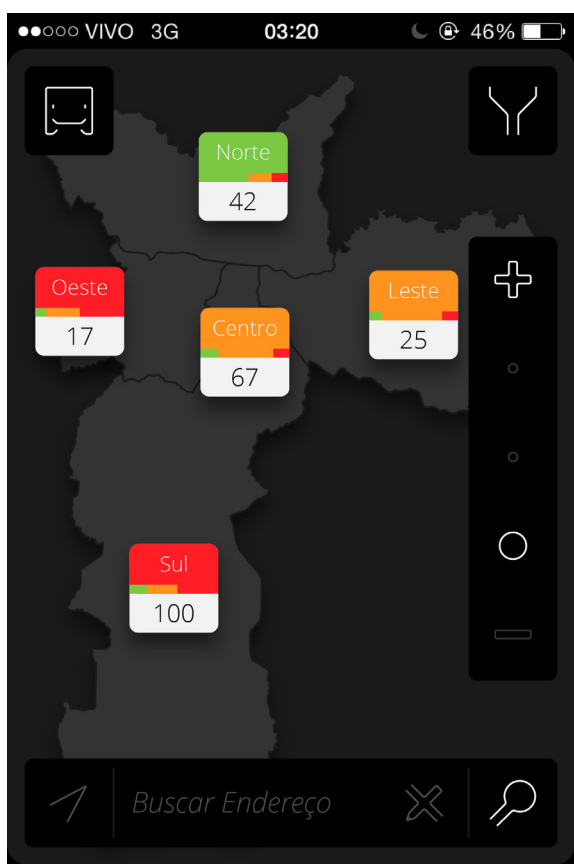 VIVO 3G 03:20 46%
Norte
42
Oeste
17
Leste
25
Centro
67
Sul
100
Buscar Endereço